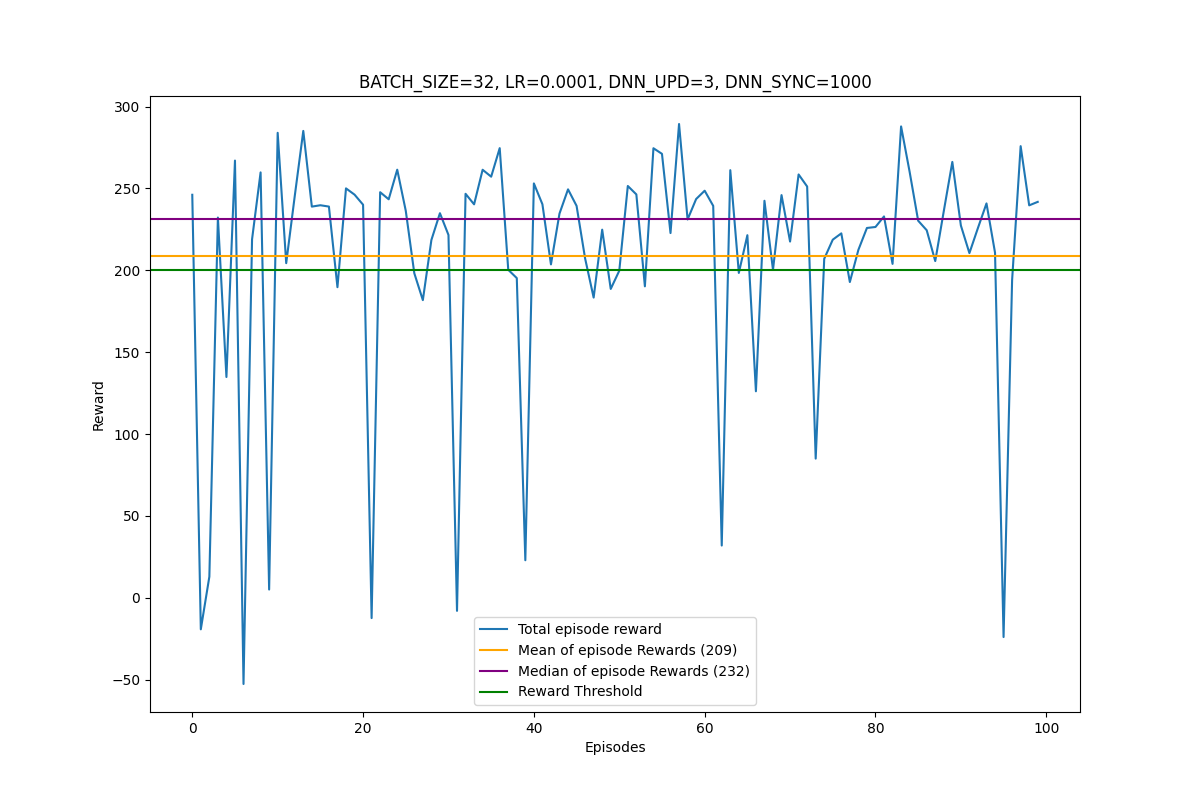 BATCH_SIZE=32, LR=0.0001, DNN_UPD=3, DNN_SYNC=1000
300
250
200
150
100
50
0
−50
Reward
Total episode reward
Mean of episode Rewards (209)
Median of episode Rewards (232)
Reward Threshold
0 20 40 60 80 100
Episodes